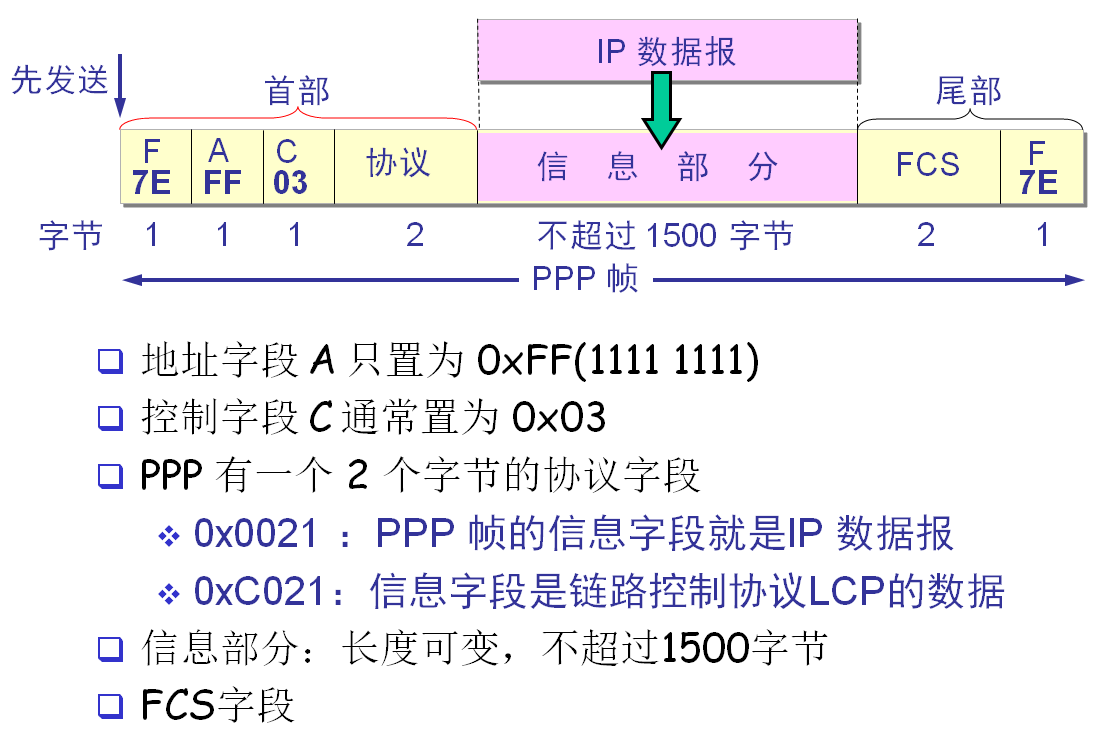 IP 数据报
先发送
首部
尾部
F A C 协议 信 息 部 分 FCS F
7E FF 03 7E
字节 1 1 1 2 不超过 1500 字节 2 1
PPP 帧
地址字段 A 只置为 0xFF(1111 1111)
控制字段 C 通常置为 0x03
PPP 有一个 2 个字节的协议字段
0x0021 ：PPP 帧的信息字段就是IP 数据报
0xC021：信息字段是链路控制协议LCP的数据
信息部分：长度可变，不超过1500字节
FCS字段